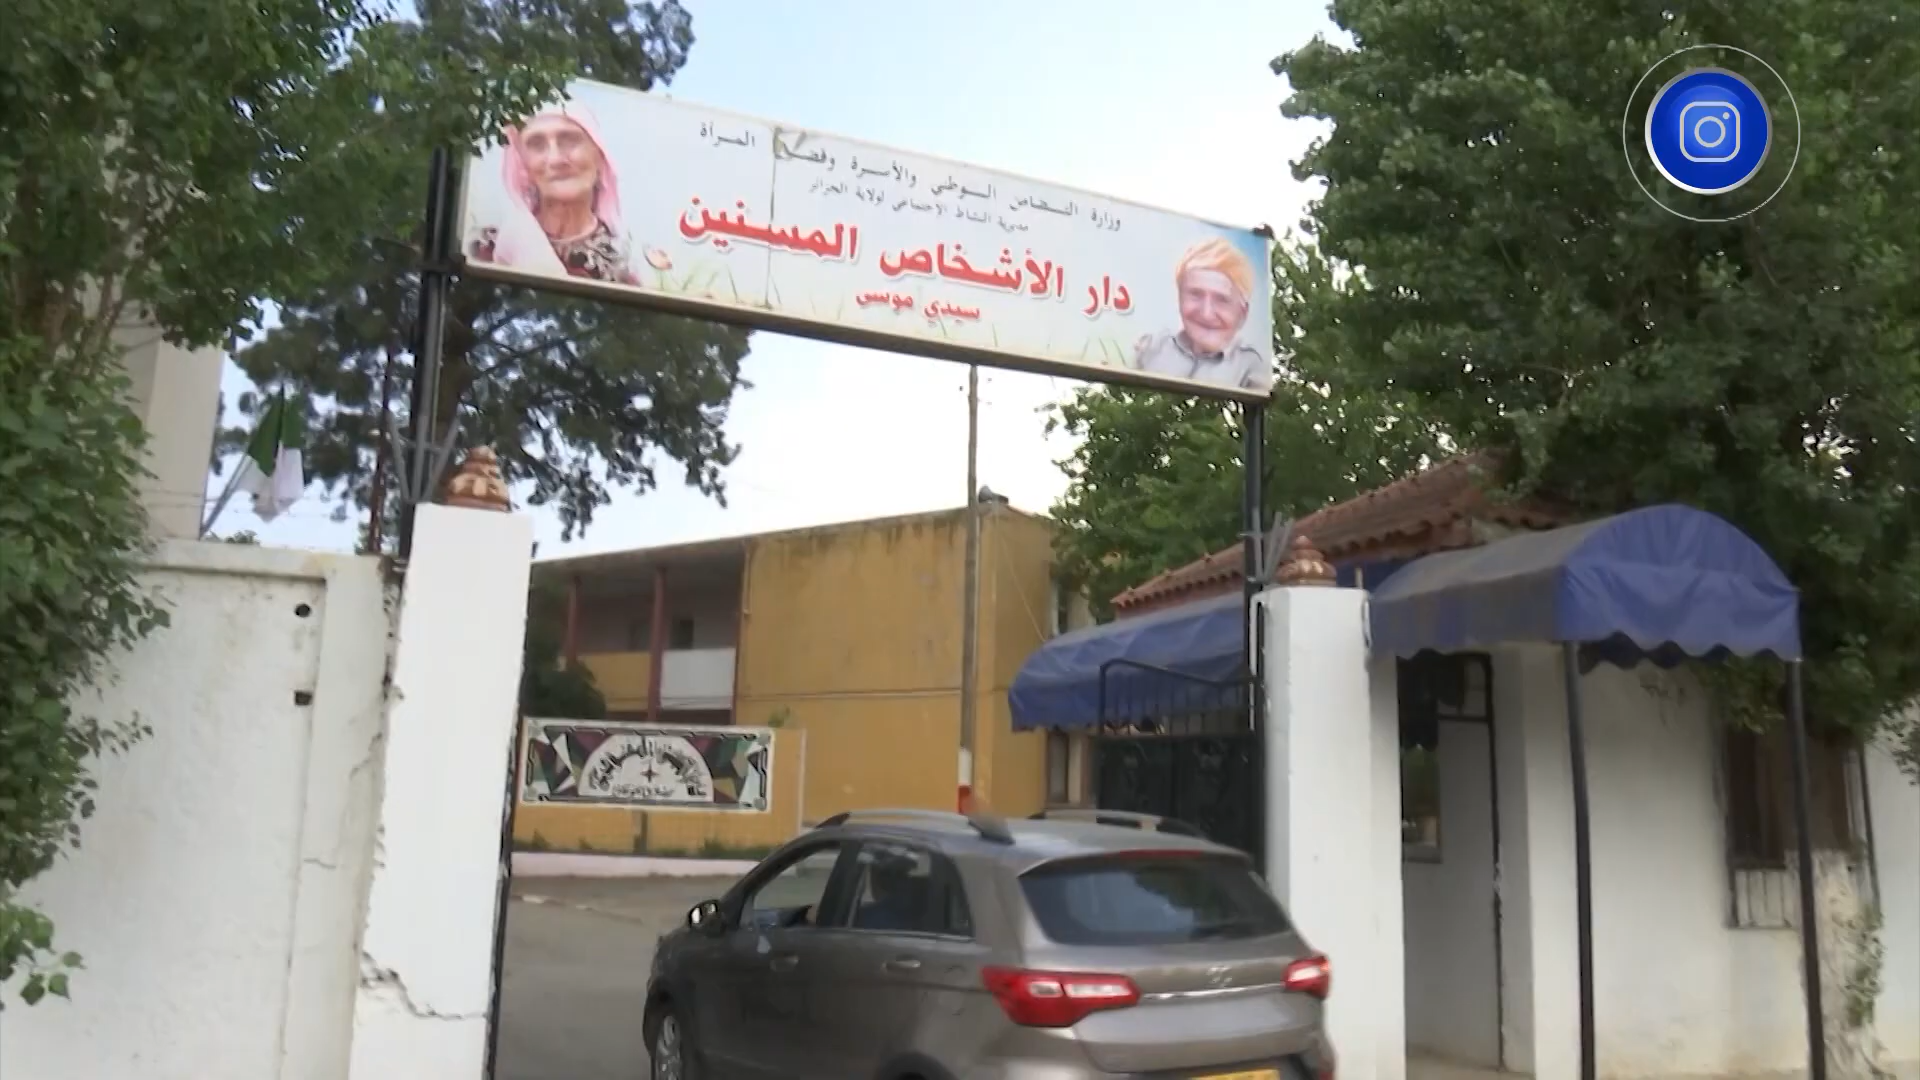 وزارة التضامن الوطني والأسرة وقضايا المرأة
مديرية النشاط الاجتماعي لولاية الجزائر
دار الأشخاص المسنين
سيدي موسى